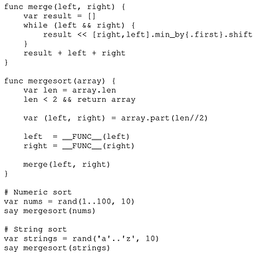 func merge(left, right) {
    var result = []
    while (left && right) {
        result << [right,left].min_by{.first}.shift
    }
    result + left + right
}

func mergesort(array) {
    var len = array.len
    len < 2 && return array

    var (left, right) = array.part(len//2)

    left  = __FUNC__(left)
    right = __FUNC__(right)

    merge(left, right)
}

# Numeric sort
var nums = rand(1..100, 10)
say mergesort(nums)

# String sort
var strings = rand('a'..'z', 10)
say mergesort(strings)